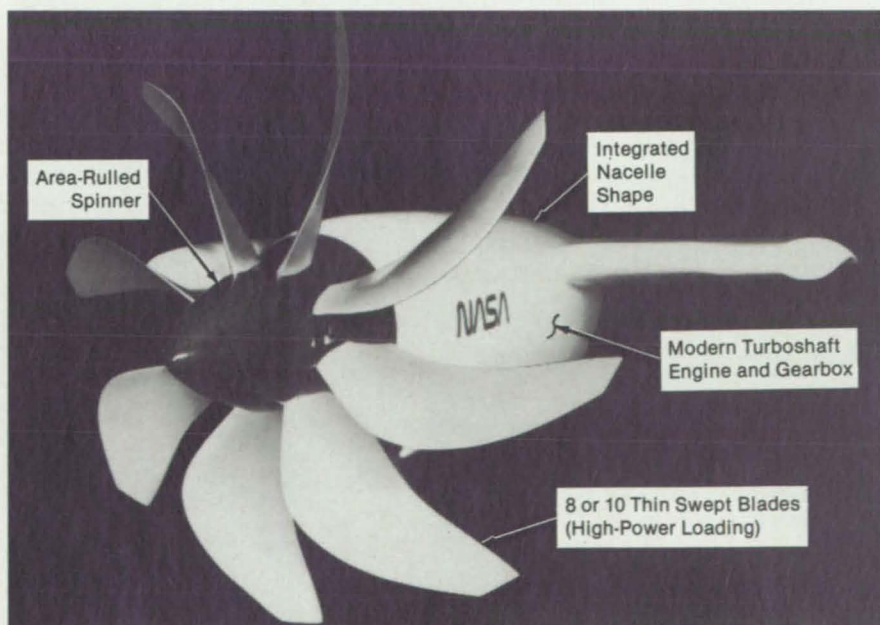 Area-Rulled
Spinner
Integrated
Nacelle
Shape
NASA
Modern Turboshaft
Engine and Gearbox
8 or 10 Thin Swept Blades
(High-Power Loading)